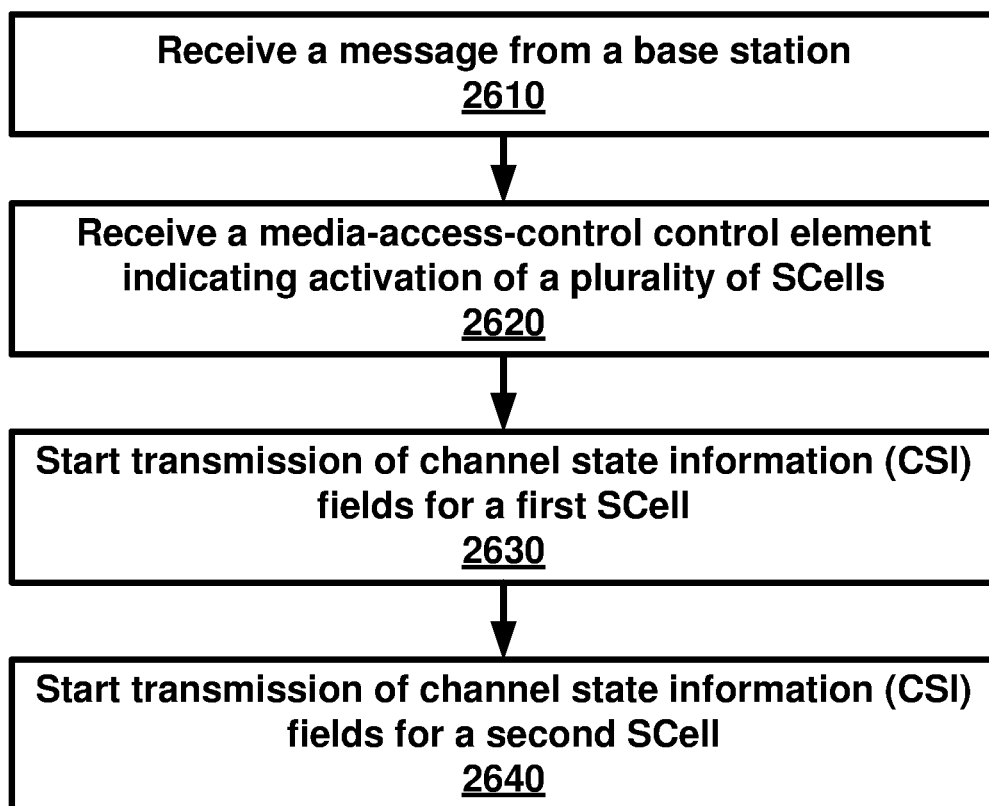 Receive a message from a base station
2610
Receive a media-access-control control element
indicating activation of a plurality of SCells
2620
Start transmission of channel state information (CSI)
fields for a first SCell
2630
Start transmission of channel state information (CSI)
fields for a second SCell
2640